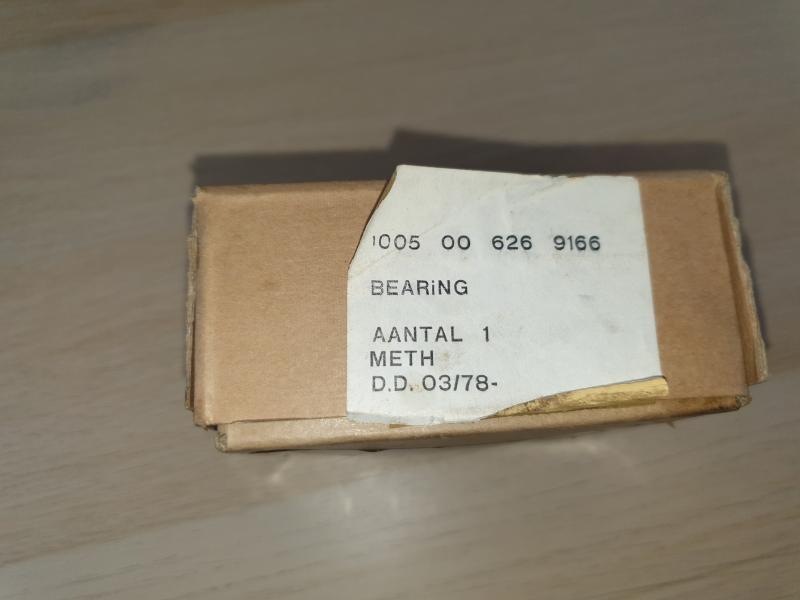 1005 00 626 9166
BEARiNG
AANTAL 1
METH
D.D. 03/78-